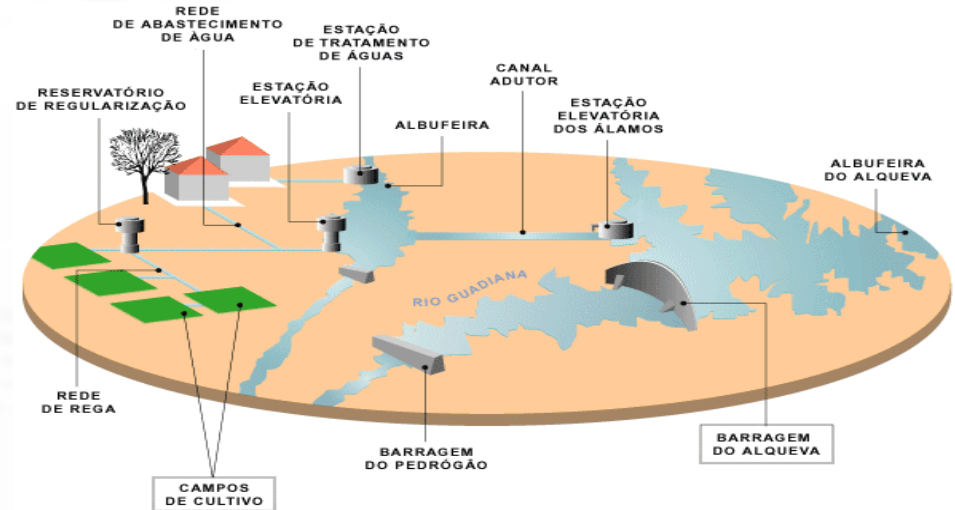 REDE
DE ABASTECIMENTO
DE ÀGUA
ESTAÇÃO
DE TRATAMENTO
DE ÁGUAS
CANAL
ADUTOR
RESERVATÓRIO
DE REGULARIZAÇÃO
ESTAÇÃO
ELEVATÓRIA
ALBUFEIRA
ESTAÇÃO
ELEVATÓRIA
DOS ÁLAMOS
ALBUFEIRA
DO ALQUEVA
RIO GUADIANA
REDE
DE REGA
CAMPOS
DE CULTIVO
BARRAGEM
DO PEDRÓGÃO
BARRAGEM
DO ALQUEVA